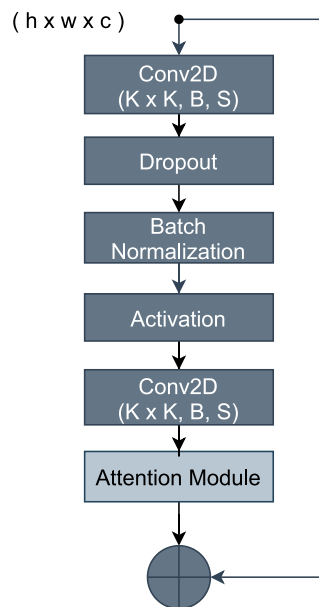 ( h x w x c )
Conv2D
(K x K, B, S)
Dropout
Batch
Normalization
Activation
Conv2D
(K x K, B, S)
Attention Module